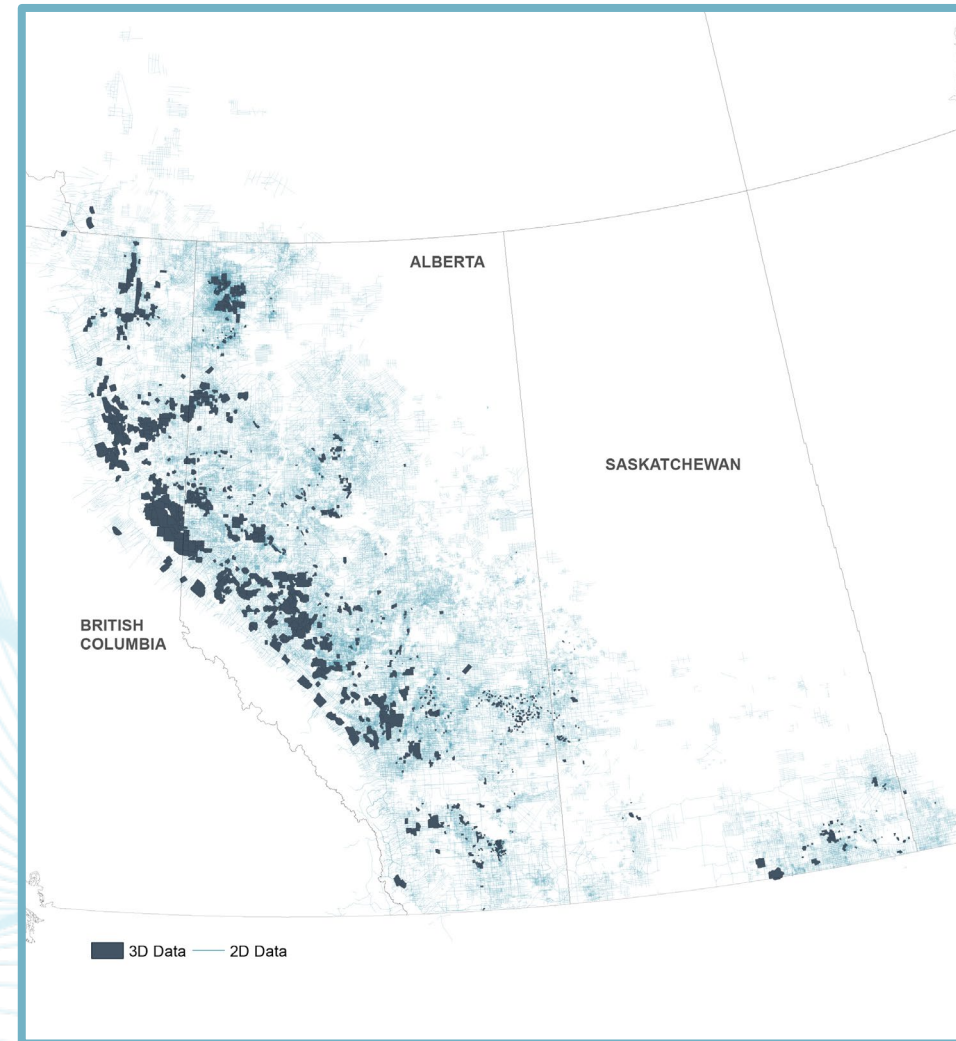 ALBERTA
SASKATCHEWAN
BRITISH
COLUMBIA
3D Data
2D Data